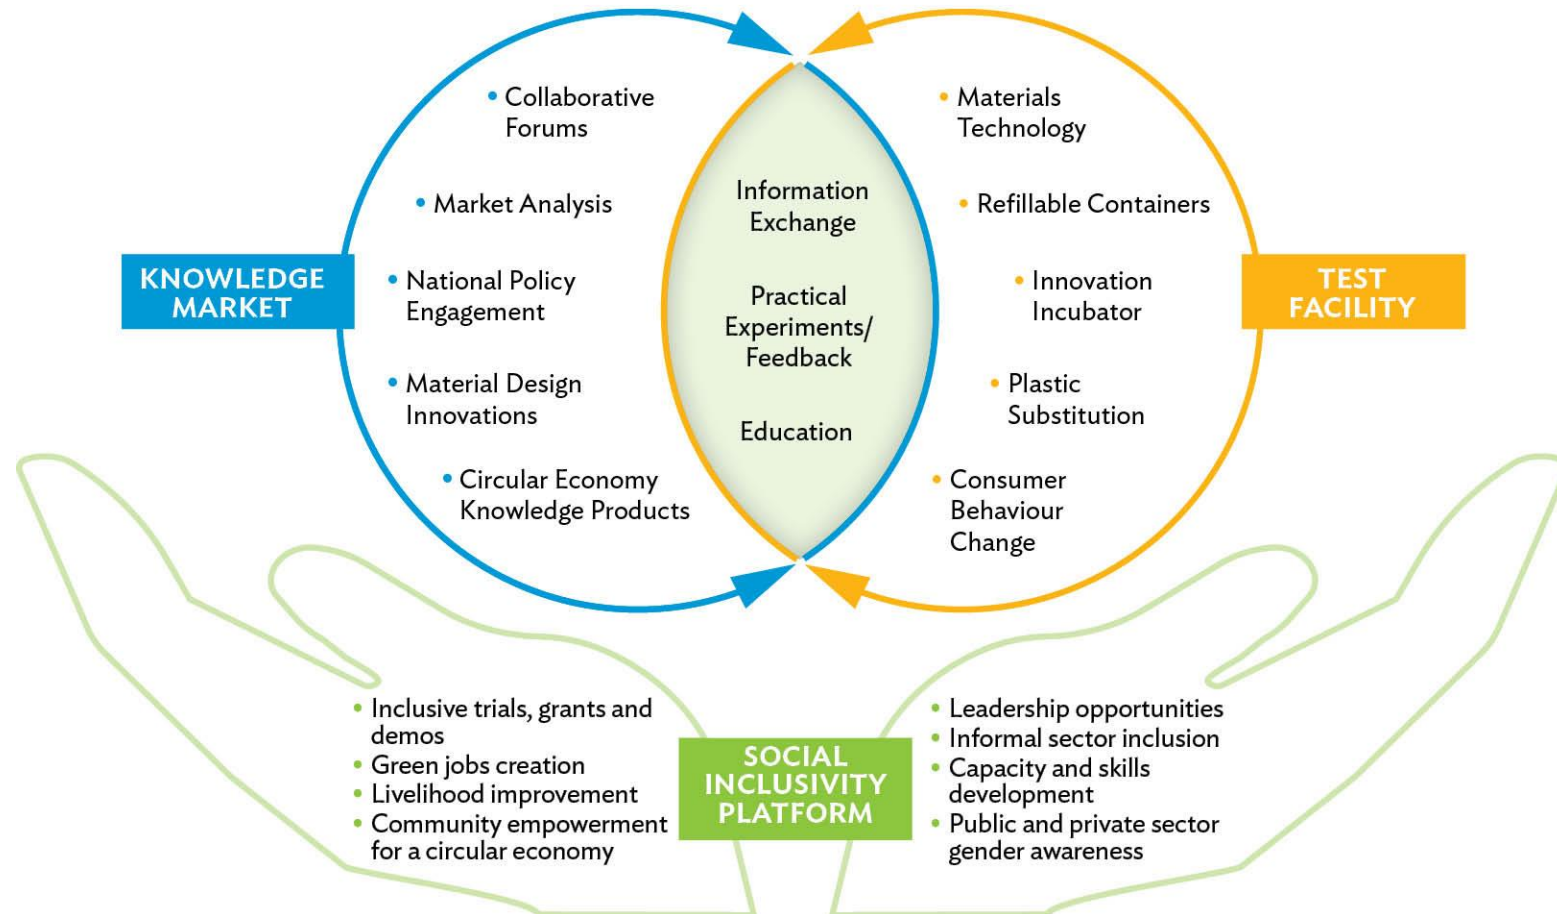 KNOWLEDGE
MARKET
• Collaborative
Forums
• Market Analysis
• National Policy
Engagement
• Material Design
Innovations
• Circular Economy
Knowledge Products
Information
Exchange
Practical
Experiments/
Feedback
Education
• Materials
Technology
• Refillable Containers
• Innovation
Incubator
• Plastic
Substitution
• Consumer
Behaviour
Change
TEST
FACILITY
• Inclusive trials, grants and
demos
• Green jobs creation
• Livelihood improvement
• Community empowerment
for a circular economy
SOCIAL
INCLUSIVITY
PLATFORM
• Leadership opportunities
• Informal sector inclusion
• Capacity and skills
development
• Public and private sector
gender awareness